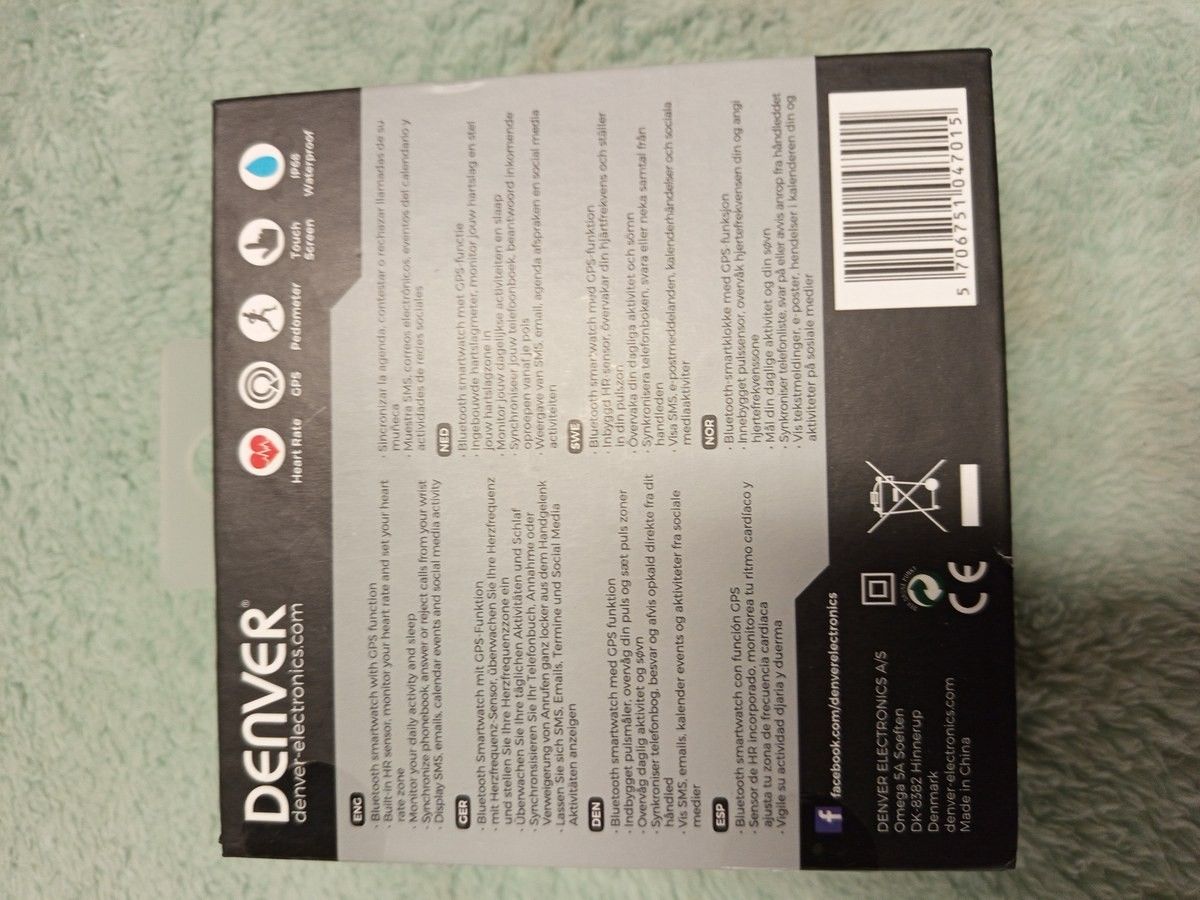 DENVER®
denver-electronics.com
Heart Rate
GPS
Pedometer
Touch
Screen
IP68
Waterproof
ENG
· Bluetooth smartwatch with GPS function
· Built-in HR sensor, monitor your heart rate and set your heart
rate zone
· Monitor your daily activity and sleep
· Synchronize phonebook, answer or reject calls from your wrist
· Display SMS, emails, calendar events and social media activity
GER
· Bluetooth Smartwatch mit GPS-Funktion
· mit Herzfrequenz-Sensor, überwachen Sie Ihre Herzfrequenz
und stellen Sie Ihre Herzfrequenzzone ein
· Überwachen Sie Ihre täglichen Aktivitäten und Schlaf
· Synchronsisieren Sie Ihr Telefonbuch, Annahme oder
Verweigerung von Anrufen ganz locker aus dem Handgelenk
· Lassen Sie sich SMS, Emails, Termine und Social Media
Aktivitäten anzeigen
DEN
· Bluetooth smartwatch med GPS funktion
· Indbygget pulsmåler, overvåg din puls og sæt puls zoner
· Overvåg daglig aktivitet og søvn
· Synkroniser telefonbog, besvar og afvis opkald direkte fra dit
håndled
· Vis SMS, emails, kalender events og aktiviteter fra sociale
medier
ESP
· Bluetooth smartwatch con función GPS
· Sensor de HR incorporado, monitorea tu ritmo cardíaco y
ajusta tu zona de frecuencia cardíaca
· Vigile su actividad diaria y duerma
· Sincronizar la agenda, contestar o rechazar llamadas de su
muñeca
· Muestra SMS, correos electrónicos, eventos del calendario y
actividades de redes sociales
NED
· Bluetooth smartwatch met GPS-functie
· Ingebouwde hartslagmeter, monitor jouw hartslag en stel
jouw hartslagzone in
· Monitor jouw dagelijkse activiteiten en slaap
· Synchroniseur jouw telefoonboek, beantwoord inkomende
oproepen vanaf je pols
· Weergave van SMS, email, agenda afspraken en social media
activiteiten
SWE
· Bluetooth smartwatch med GPS-funktion
· Inbyggd HR sensor, övervakar din hjärtfrekvens och ställer
in din pulszon
· Övervaka din dagliga aktivitet och sömn
· Synkronisera telefonboken, svara eller neka samtal från
handleden
· Visa SMS, e-postmeddelanden, kalenderhändelser och sociala
mediaaktiviter
NOR
· Bluetooth-smartklokke med GPS-funksjon
· Innebygget pulssensor, overvåk hjertefrekvensen din og angi
hjertefrekvenssone
· Mål din daglige aktivitet og din søvn
· Synkroniser telefonliste, svar på eller avvis anrop fra håndleddet
· Vis tekstmeldinger, e-poster, hendelser i kalenderen din og
aktiviteter på sosiale medier
facebook.com/denverelectronics
DENVER ELECTRONICS A/S
Omega 5A Soeften
DK-8382 Hinnerup
Denmark
denver-electronics.com
Made in China
CE
5 706751 047015